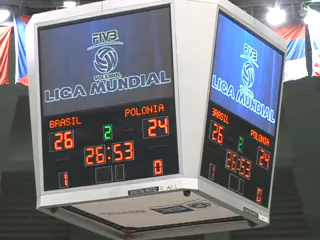 FIVB
VOLLEYBALL
LIGA MUNDIAL
BRASIL POLONIA
26 2 24
26:53
1 0
FIVB
LIGA MUNDIAL
BRASIL POLONIA
26 2 24
26:53
1 0